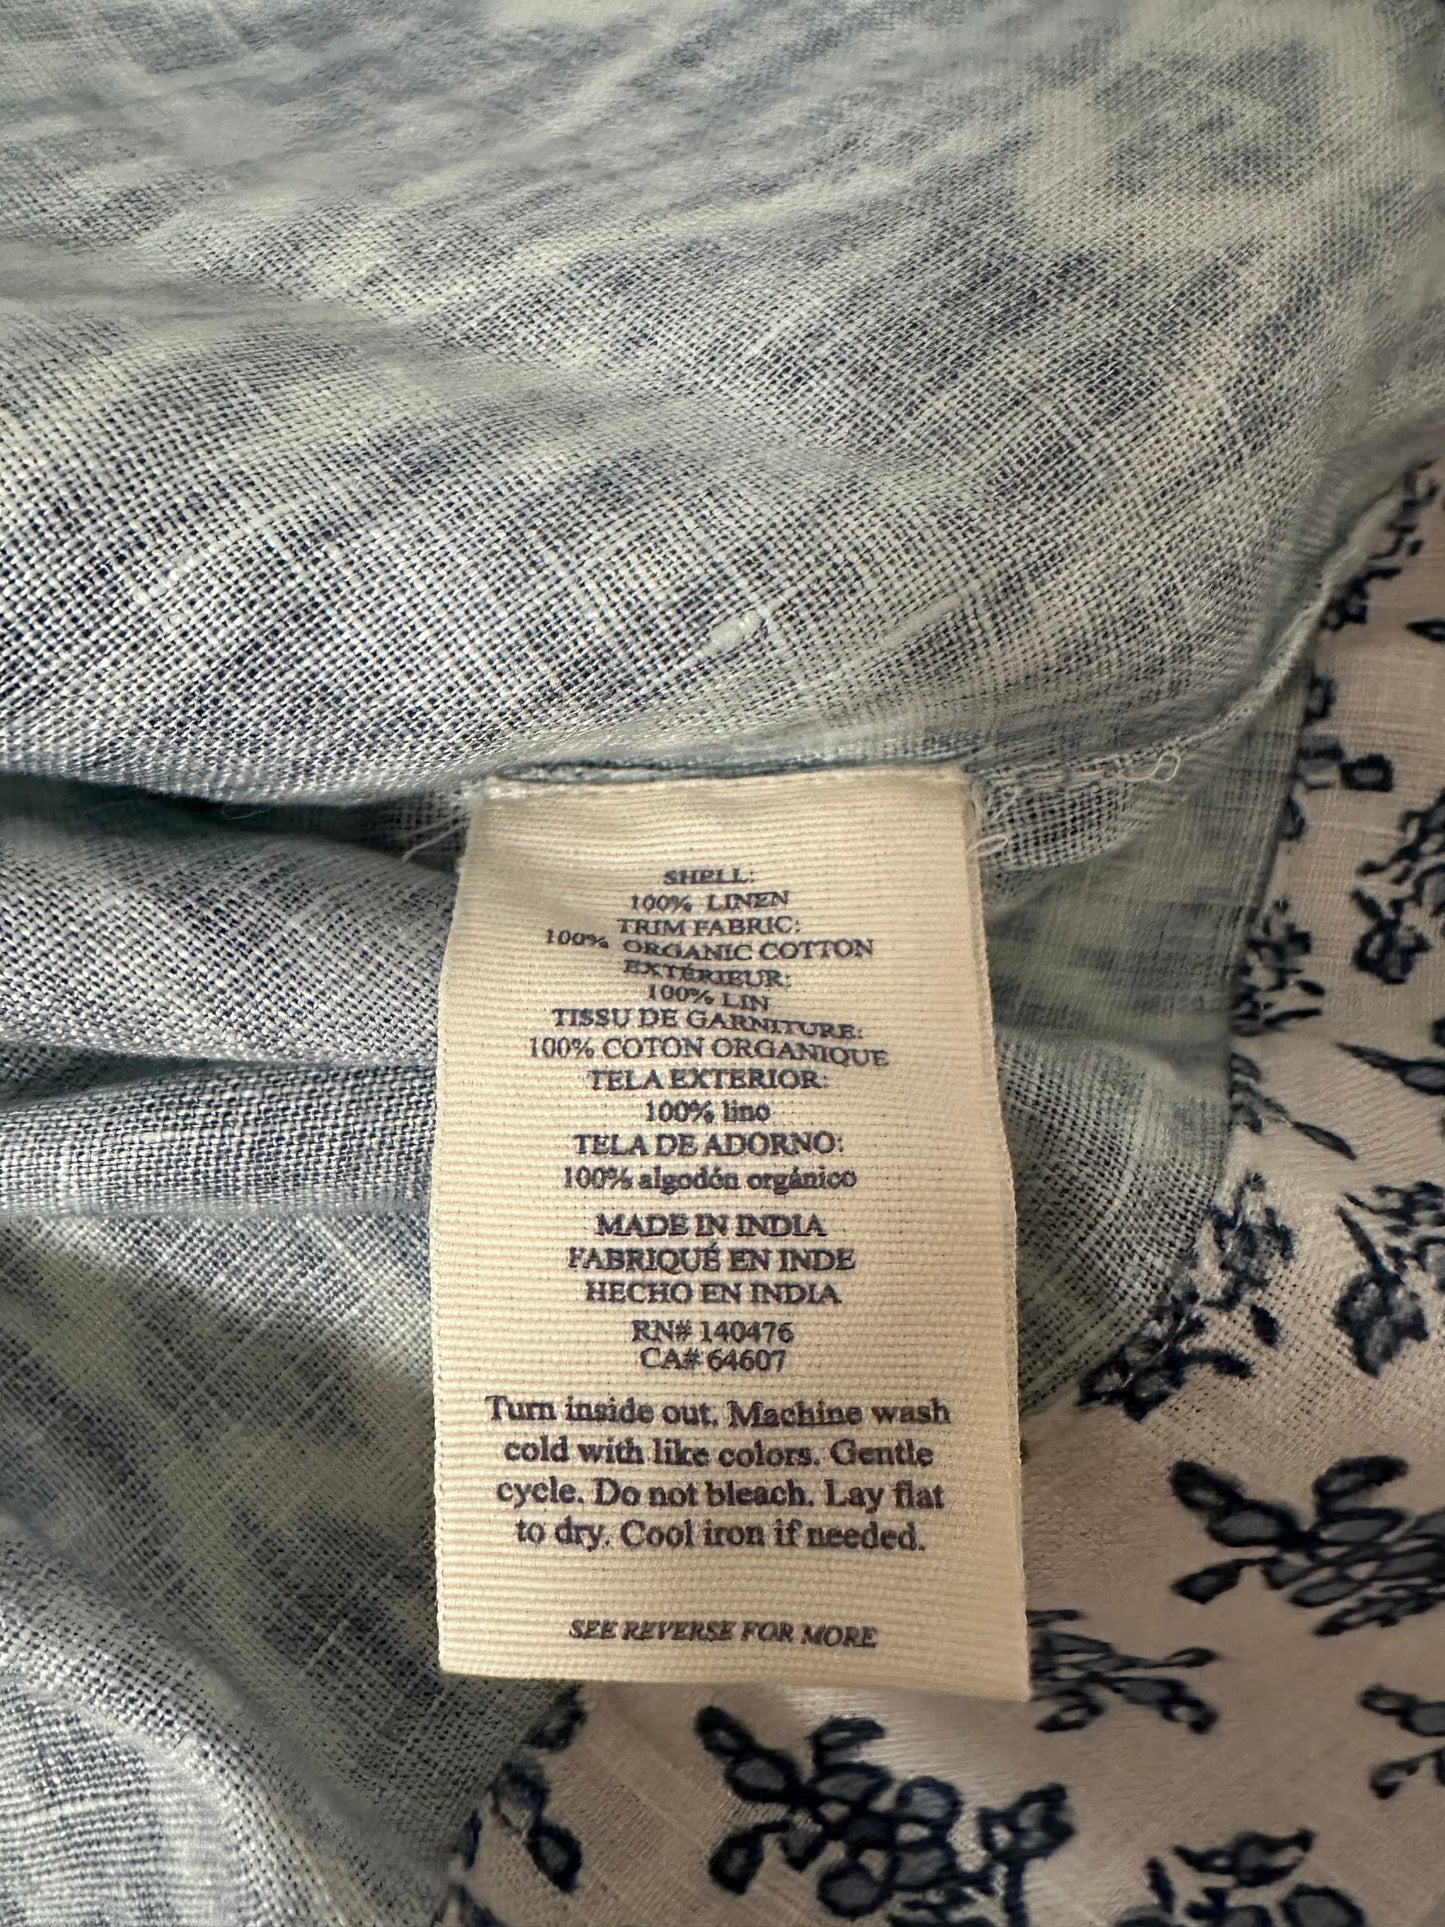 SHELL:
100% LINEN
TRIM FABRIC:
100% ORGANIC COTTON
EXTÉRIEUR:
100% LIN
TISSU DE GARNITURE:
100% COTON ORGANIQUE
TELA EXTERIOR:
100% lino
TELA DE ADORNO:
100% algodón orgánico
MADE IN INDIA
FABRIQUÉ EN INDE
HECHO EN INDIA
RN# 140476
CA# 64607
Turn inside out. Machine wash
cold with like colors. Gentle
cycle. Do not bleach. Lay flat
to dry. Cool iron if needed.
SEE REVERSE FOR MORE